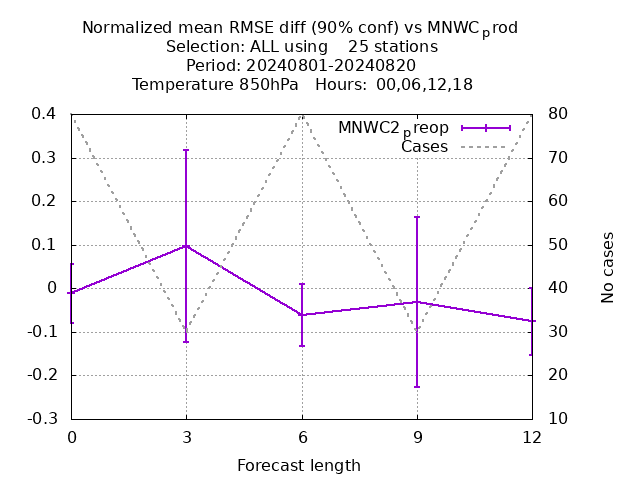 Normalized mean RMSE diff (90% conf) vs MNWCprod
Selection: ALL using    25 stations
Period: 20240801-20240820
Temperature 850hPa   Hours:  00,06,12,18
0.4
0.3
0.2
0.1
0
-0.1
-0.2
-0.3
80
70
60
50
40
30
20
10
MNWC2preop
Cases
No cases
0 3 6 9 12
Forecast length